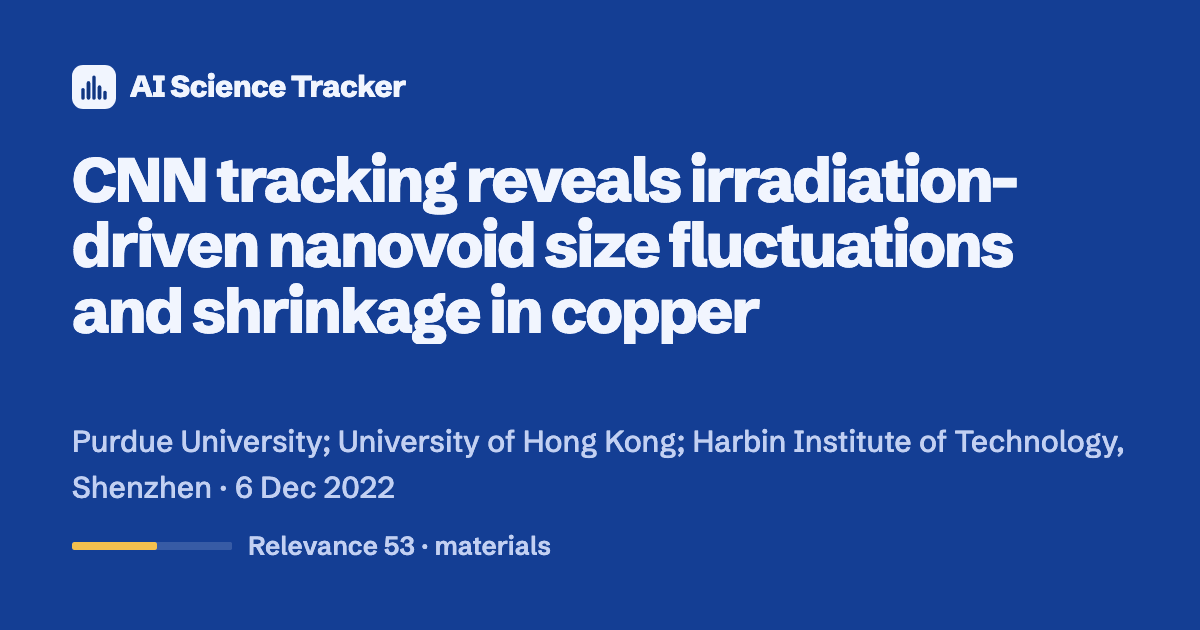 AI Science Tracker
CNN tracking reveals irradiation-
driven nanovoid size fluctuations
and shrinkage in copper
Purdue University; University of Hong Kong; Harbin Institute of Technology,
Shenzhen · 6 Dec 2022
Relevance 53 · materials